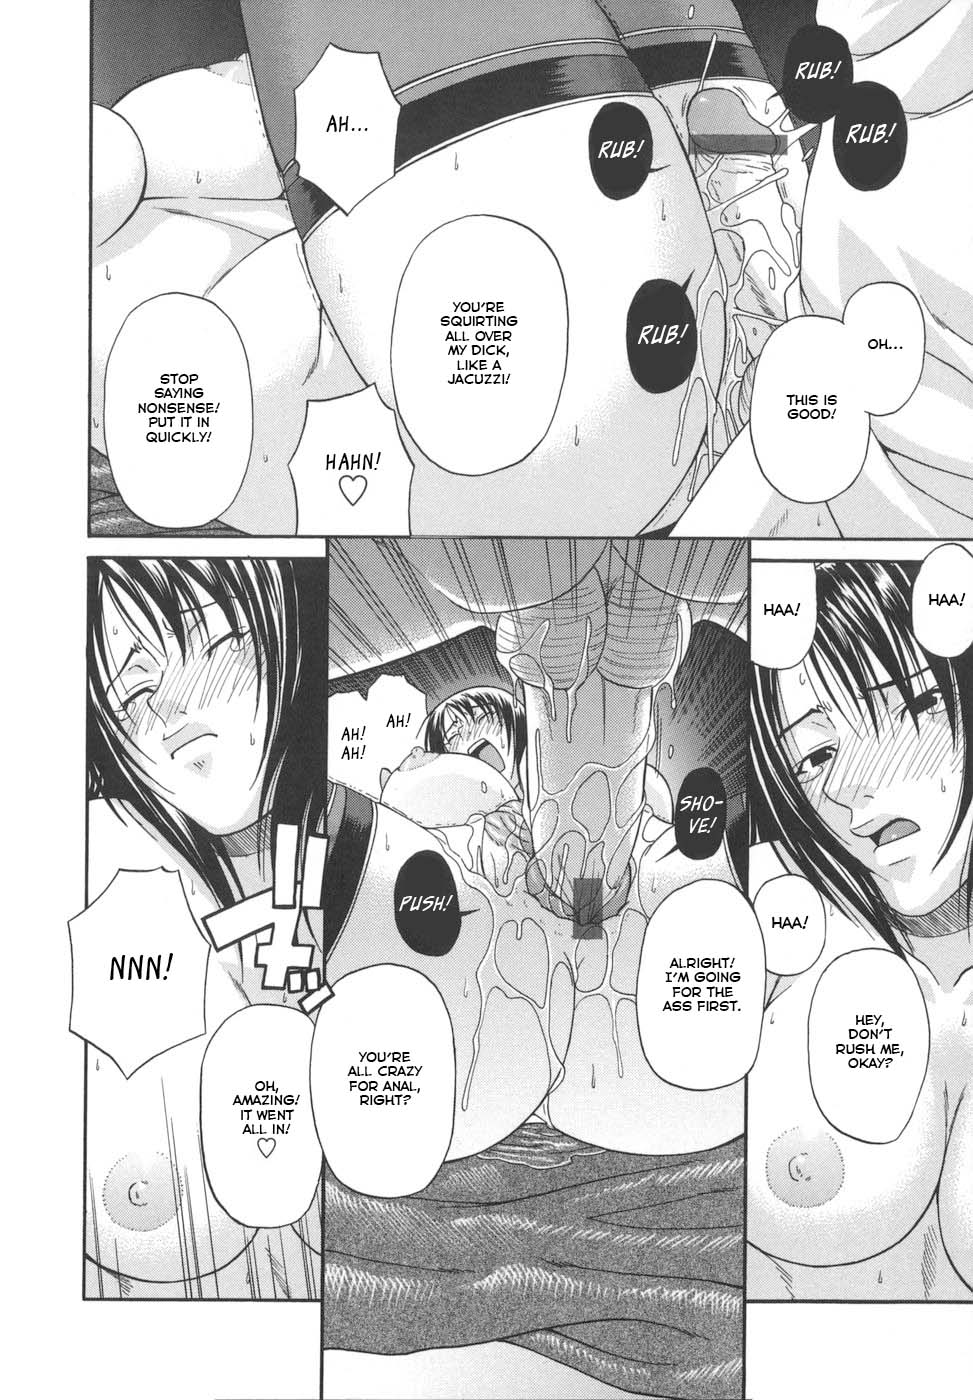 RUB!
RUB!
OH...
THIS IS
GOOD!
RUB!
RUB!
YOU'RE
SQUIRTING
ALL OVER
MY DICK,
LIKE A
JACUZZI!
AH...
HAHN!
♡
STOP
SAYING
NONSENSE!
PUT IT IN
QUICKLY!
HAA!
HAA!
HAA!
HEY,
DON'T
RUSH ME,
OKAY?
ALRIGHT!
I'M GOING
FOR THE
ASS FIRST.
SHO-
VE!
PUSH!
AH!
AH!
AH!
YOU'RE
ALL CRAZY
FOR ANAL,
RIGHT?
NNN!
OH,
AMAZING!
IT WENT
ALL IN!
♡